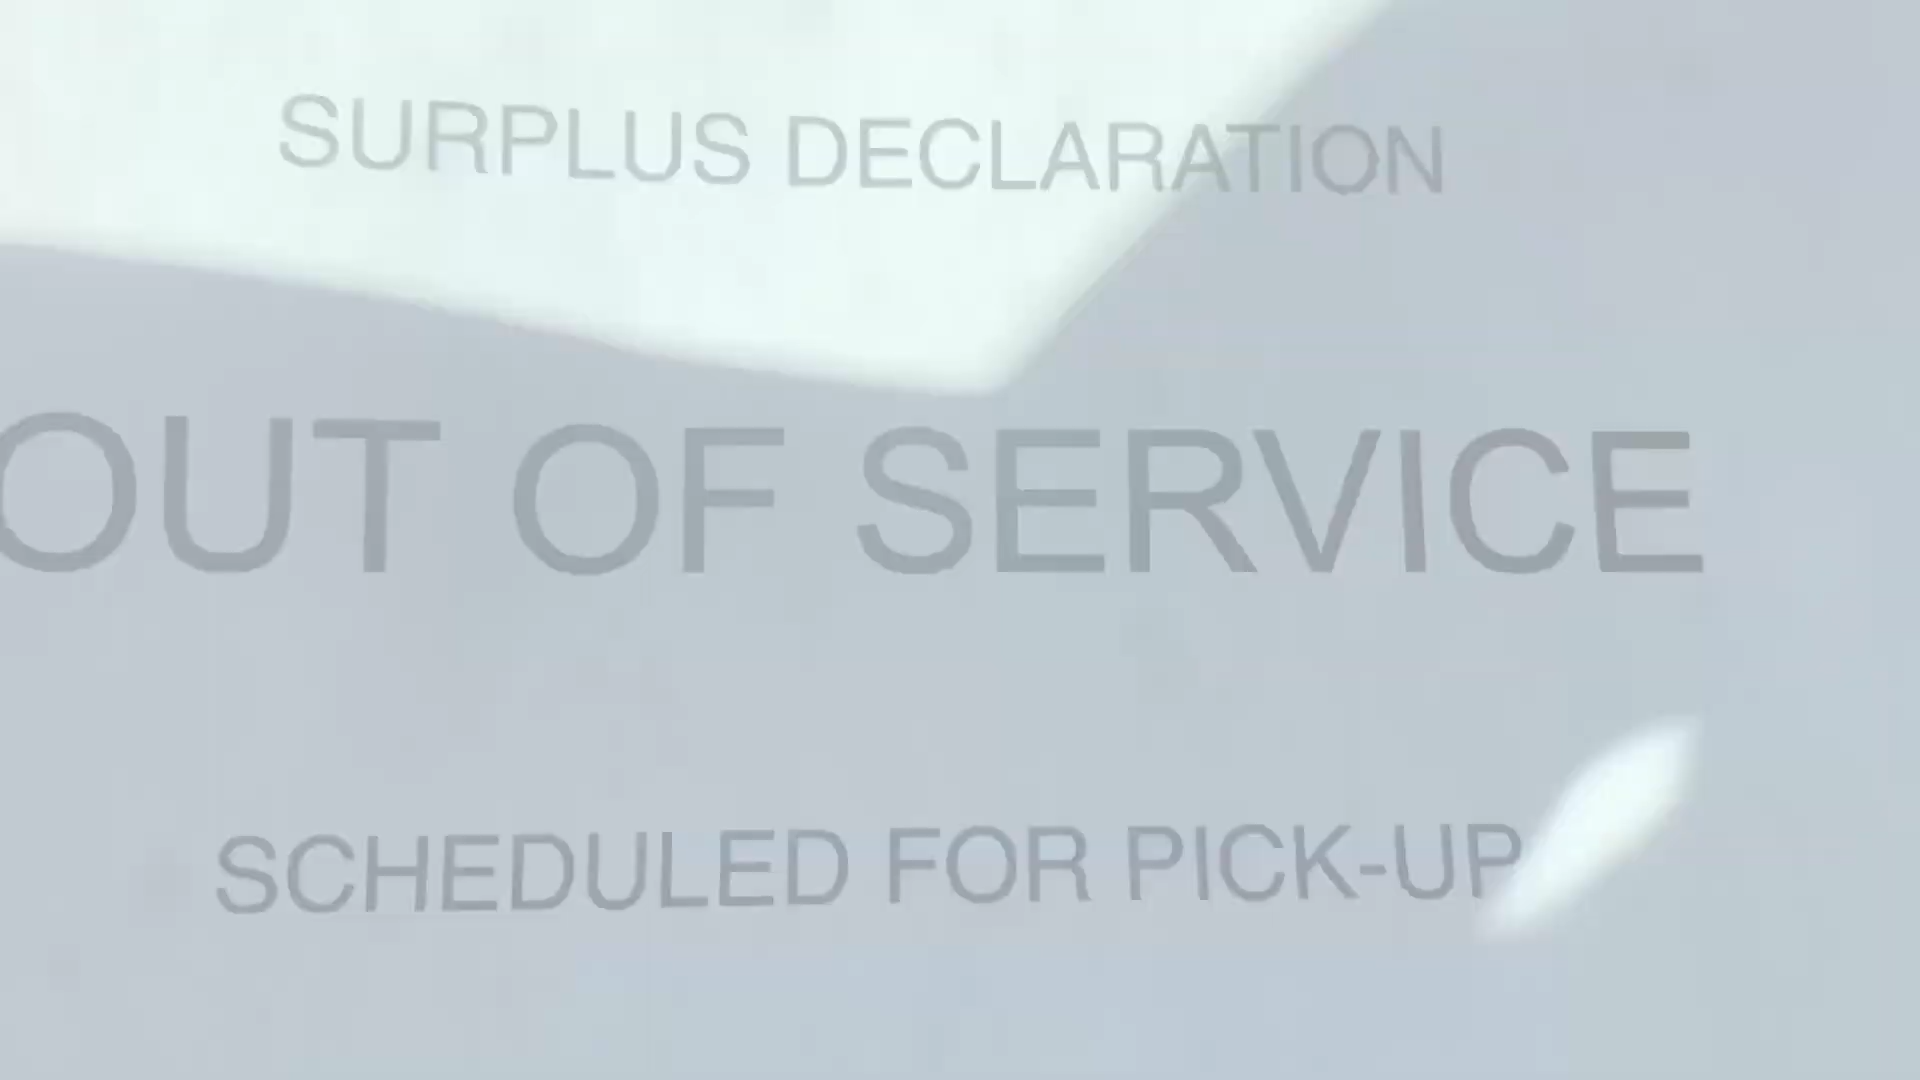 SURPLUS DECLARATION
OUT OF SERVICE
SCHEDULED FOR PICK-UP